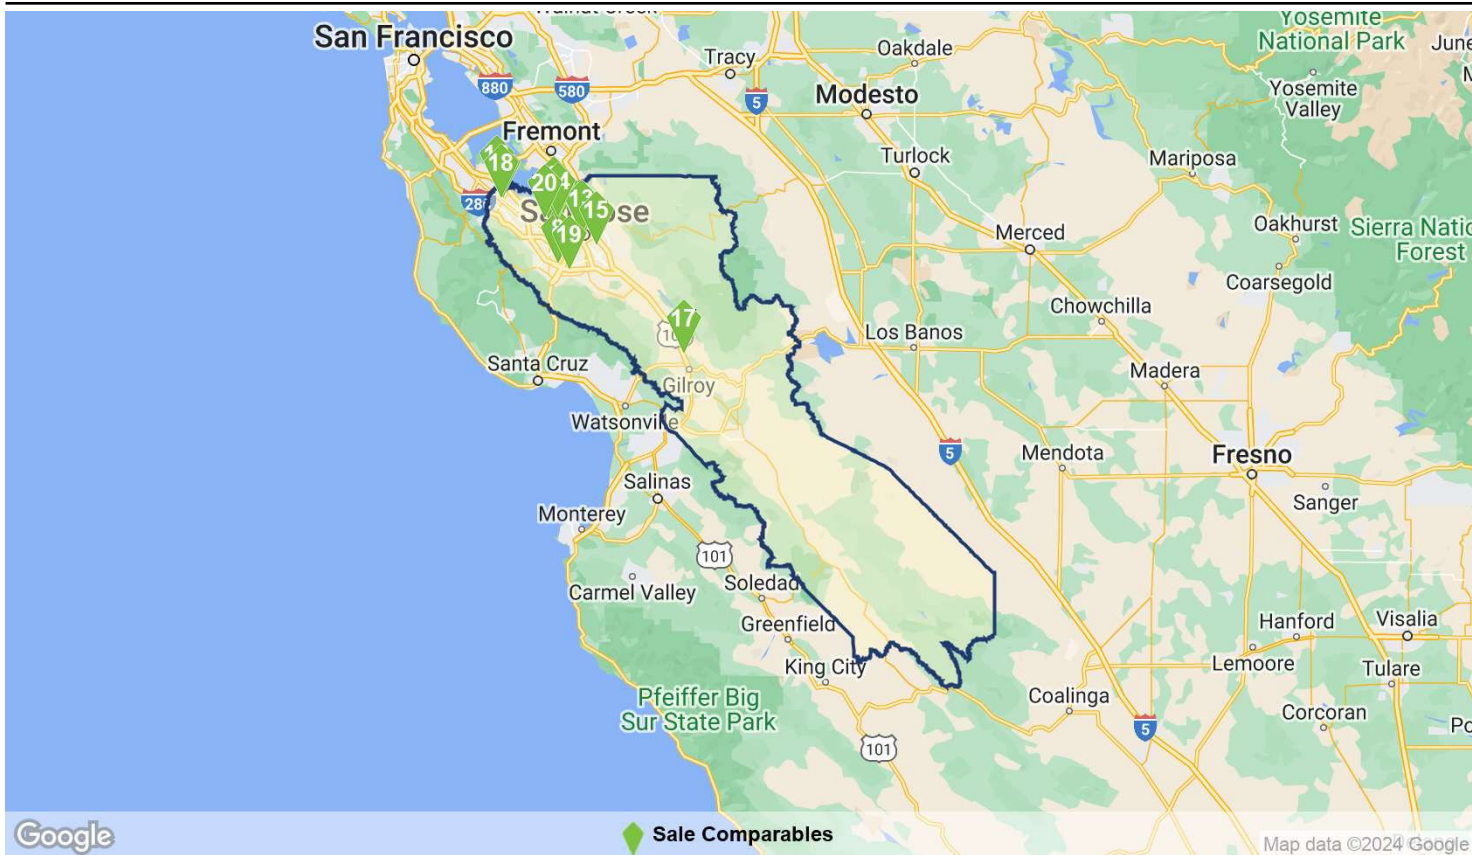 Yosemite
National Park
San Francisco
Tracy
Oakdale
880
580
5
Modesto
Yosemite
Valley
Fremont
Turlock
Mariposa
18
20
280
13
15
19
Merced
Oakhurst
Sierra
Forest
Coarsegold
17
Chowchilla
Los Banos
Santa Cruz
Madera
Gilroy
Watsonville
5
Mendota
Fresno
Salinas
Sanger
Monterey
101
Soledad
Carmel Valley
Greenfield
Hanford
Visalia
King City
Lemoore
Tulare
Pfeiffer Big
Sur State Park
Coalinga
Corcoran
5
101
Google
Sale Comparables
Map data ©2024 Google